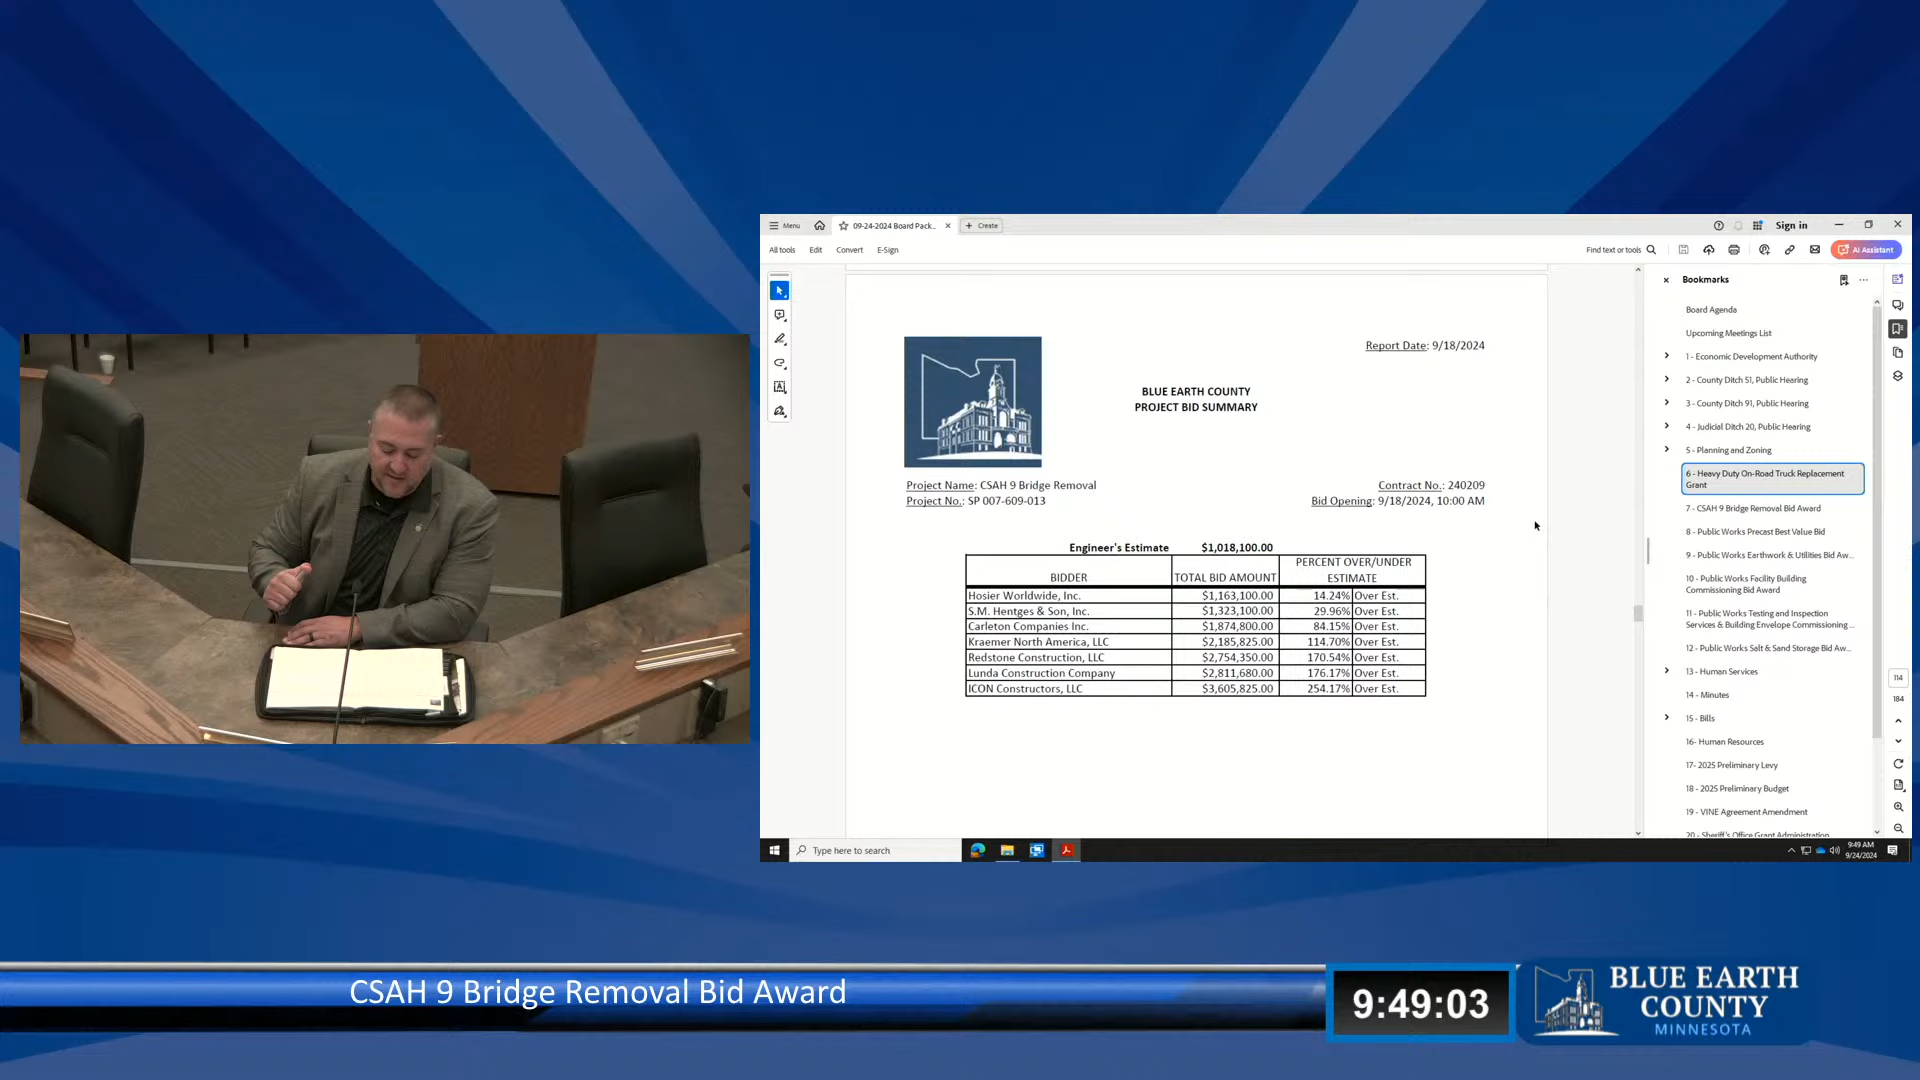 Menu
09-24-2024 Board Pack...
Create
Sign in
All tools
Edit
Convert
E-Sign
Find text or tools
AI Assistant
Report Date: 9/18/2024
BLUE EARTH COUNTY
PROJECT BID SUMMARY
Project Name: CSAH 9 Bridge Removal
Contract No.: 240209
Project No.: SP 007-609-013
Bid Opening: 9/18/2024, 10:00 AM
Engineer's Estimate $1,018,100.00
BIDDER TOTAL BID AMOUNT PERCENT OVER/UNDER ESTIMATE
Hosier Worldwide, Inc. $1,163,100.00 14.24% Over Est.
S.M. Hentges & Son, Inc. $1,323,100.00 29.96% Over Est.
Carleton Companies Inc. $1,874,800.00 84.15% Over Est.
Kraemer North America, LLC $2,185,825.00 114.70% Over Est.
Redstone Construction, LLC $2,754,350.00 170.54% Over Est.
Lunda Construction Company $2,811,680.00 176.17% Over Est.
ICON Constructors, LLC $3,605,825.00 254.17% Over Est.
Bookmarks
Board Agenda
Upcoming Meetings List
1 - Economic Development Authority
2 - County Ditch 51, Public Hearing
3 - County Ditch 91, Public Hearing
4 - Judicial Ditch 20, Public Hearing
5 - Planning and Zoning
6 - Heavy Duty On-Road Truck Replacement
Grant
7 - CSAH 9 Bridge Removal Bid Award
8 - Public Works Precast Best Value Bid
9 - Public Works Earthwork & Utilities Bid Aw...
10 - Public Works Facility Building
Commissioning Bid Award
11 - Public Works Testing and Inspection
Services & Building Envelope Commissioning ...
12 - Public Works Salt & Sand Storage Bid Aw...
13 - Human Services
14 - Minutes
15 - Bills
16- Human Resources
17- 2025 Preliminary Levy
18 - 2025 Preliminary Budget
19 - VINE Agreement Amendment
20 - Sheriff's Office Grant Administration
114
184
Type here to search
9:49 AM
9/24/2024
CSAH 9 Bridge Removal Bid Award
9:49:03
BLUE EARTH
COUNTY
MINNESOTA